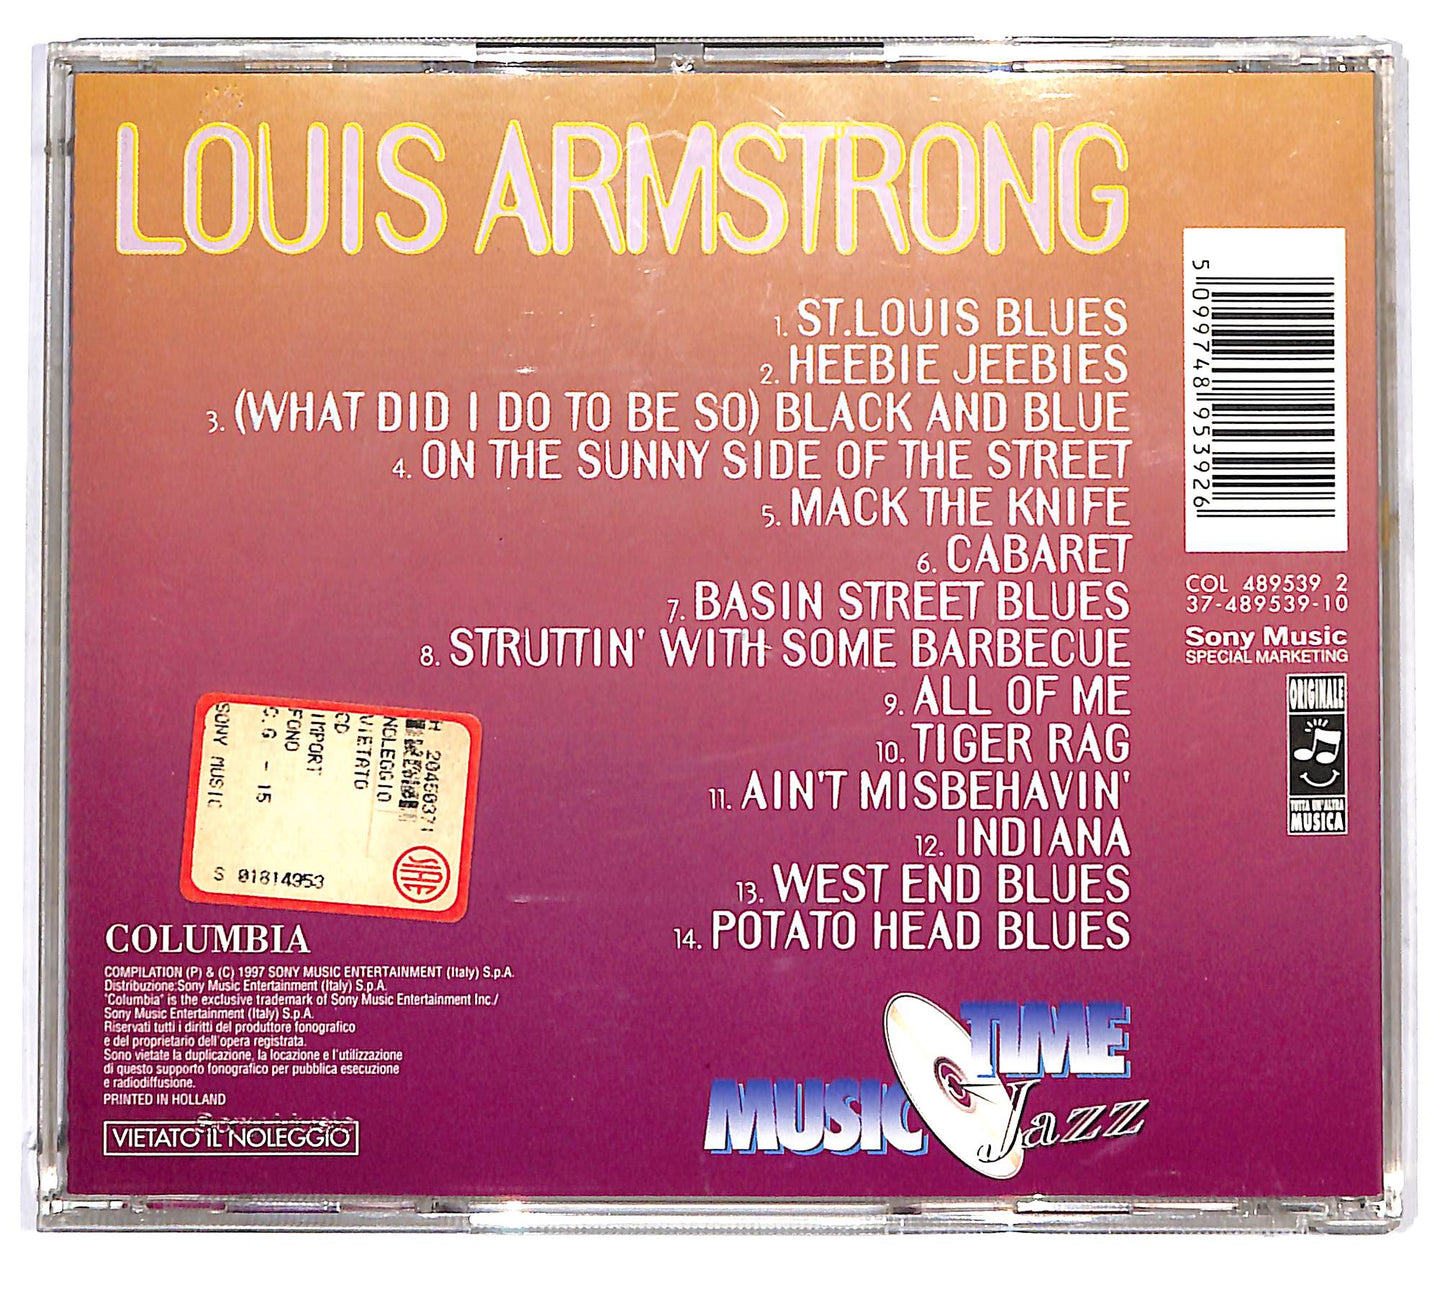 LOUIS ARMSTRONG
1. ST.LOUIS BLUES
2. HEEBIE JEEBIES
3. (WHAT DID I DO TO BE SO) BLACK AND BLUE
4. ON THE SUNNY SIDE OF THE STREET
5. MACK THE KNIFE
6. CABARET
7. BASIN STREET BLUES
8. STRUTTIN' WITH SOME BARBECUE
9. ALL OF ME
10. TIGER RAG
11. AIN'T MISBEHAVIN'
12. INDIANA
13. WEST END BLUES
14. POTATO HEAD BLUES
5 099748 953926
COL 489539 2
37-489539-10
Sony Music
SPECIAL MARKETING
ORIGINALE
TUTTA UN'ALTRA
MUSICA
H 20450371
NOLEGGIO
VIETATO
CD
IMPORT
FONO
C.G - 15
SONY MUSIC
S 01814953
SIAE
COLUMBIA
COMPILATION (P) & (C) 1997 SONY MUSIC ENTERTAINMENT (Italy) S.p.A.
Distribuzione:Sony Music Entertainment (Italy) S.p.A.
"Columbia" is the exclusive trademark of Sony Music Entertainment Inc./
Sony Music Entertainment (Italy) S.p.A.
Riservati tutti i diritti del produttore fonografico
e del proprietario dell'opera registrata.
Sono vietate la duplicazione, la locazione e l'utilizzazione
di questo supporto fonografico per pubblica esecuzione
e radiodiffusione.
PRINTED IN HOLLAND
VIETATO IL NOLEGGIO
MUSIC TIME
Jazz